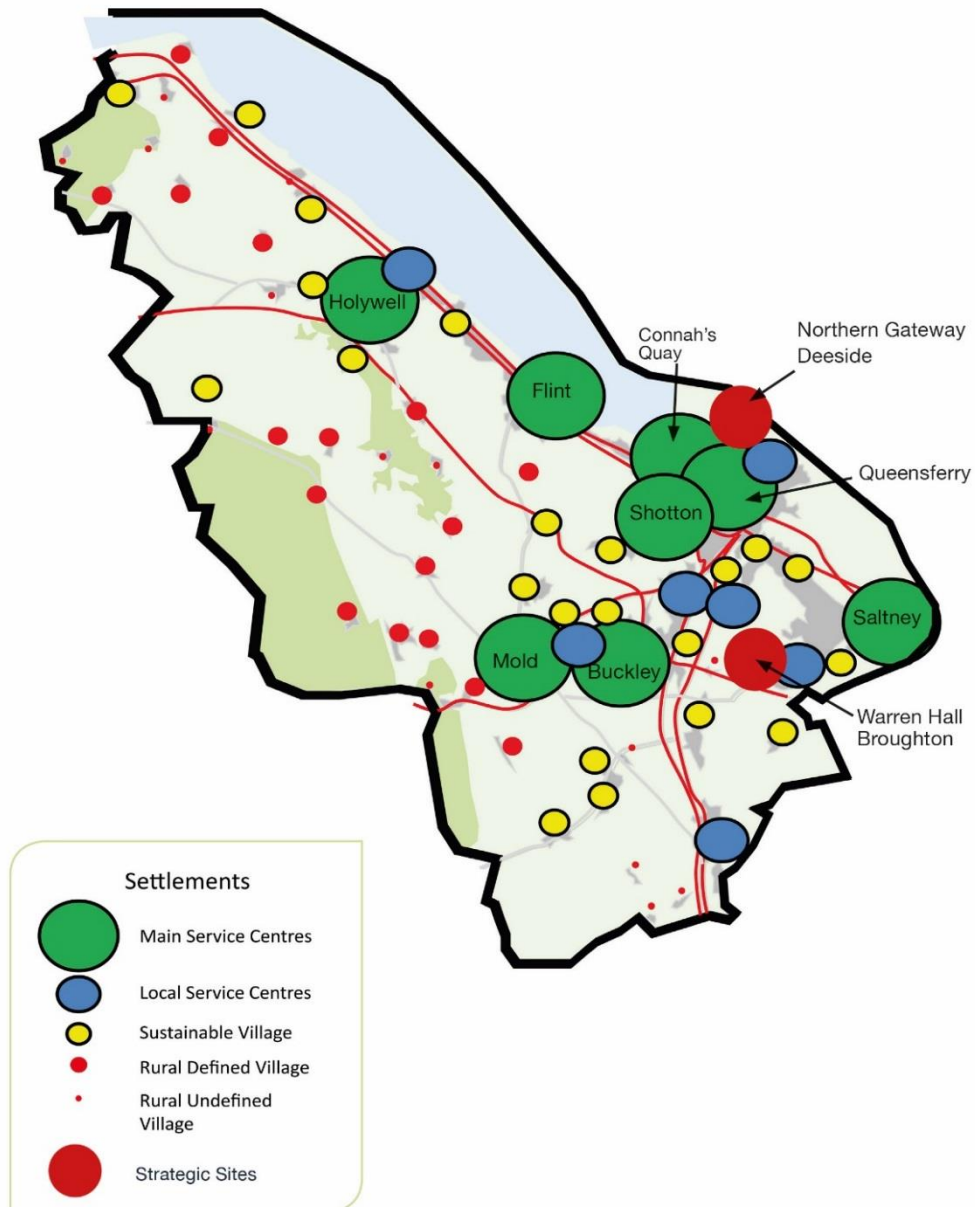 Holywell
Connah's
Quay
Northern Gateway
Deeside
Flint
Queensferry
Shotton
Saltney
Mold
Buckley
Warren Hall
Broughton
Settlements
Main Service Centres
Local Service Centres
Sustainable Village
Rural Defined Village
Rural Undefined
Village
Strategic Sites